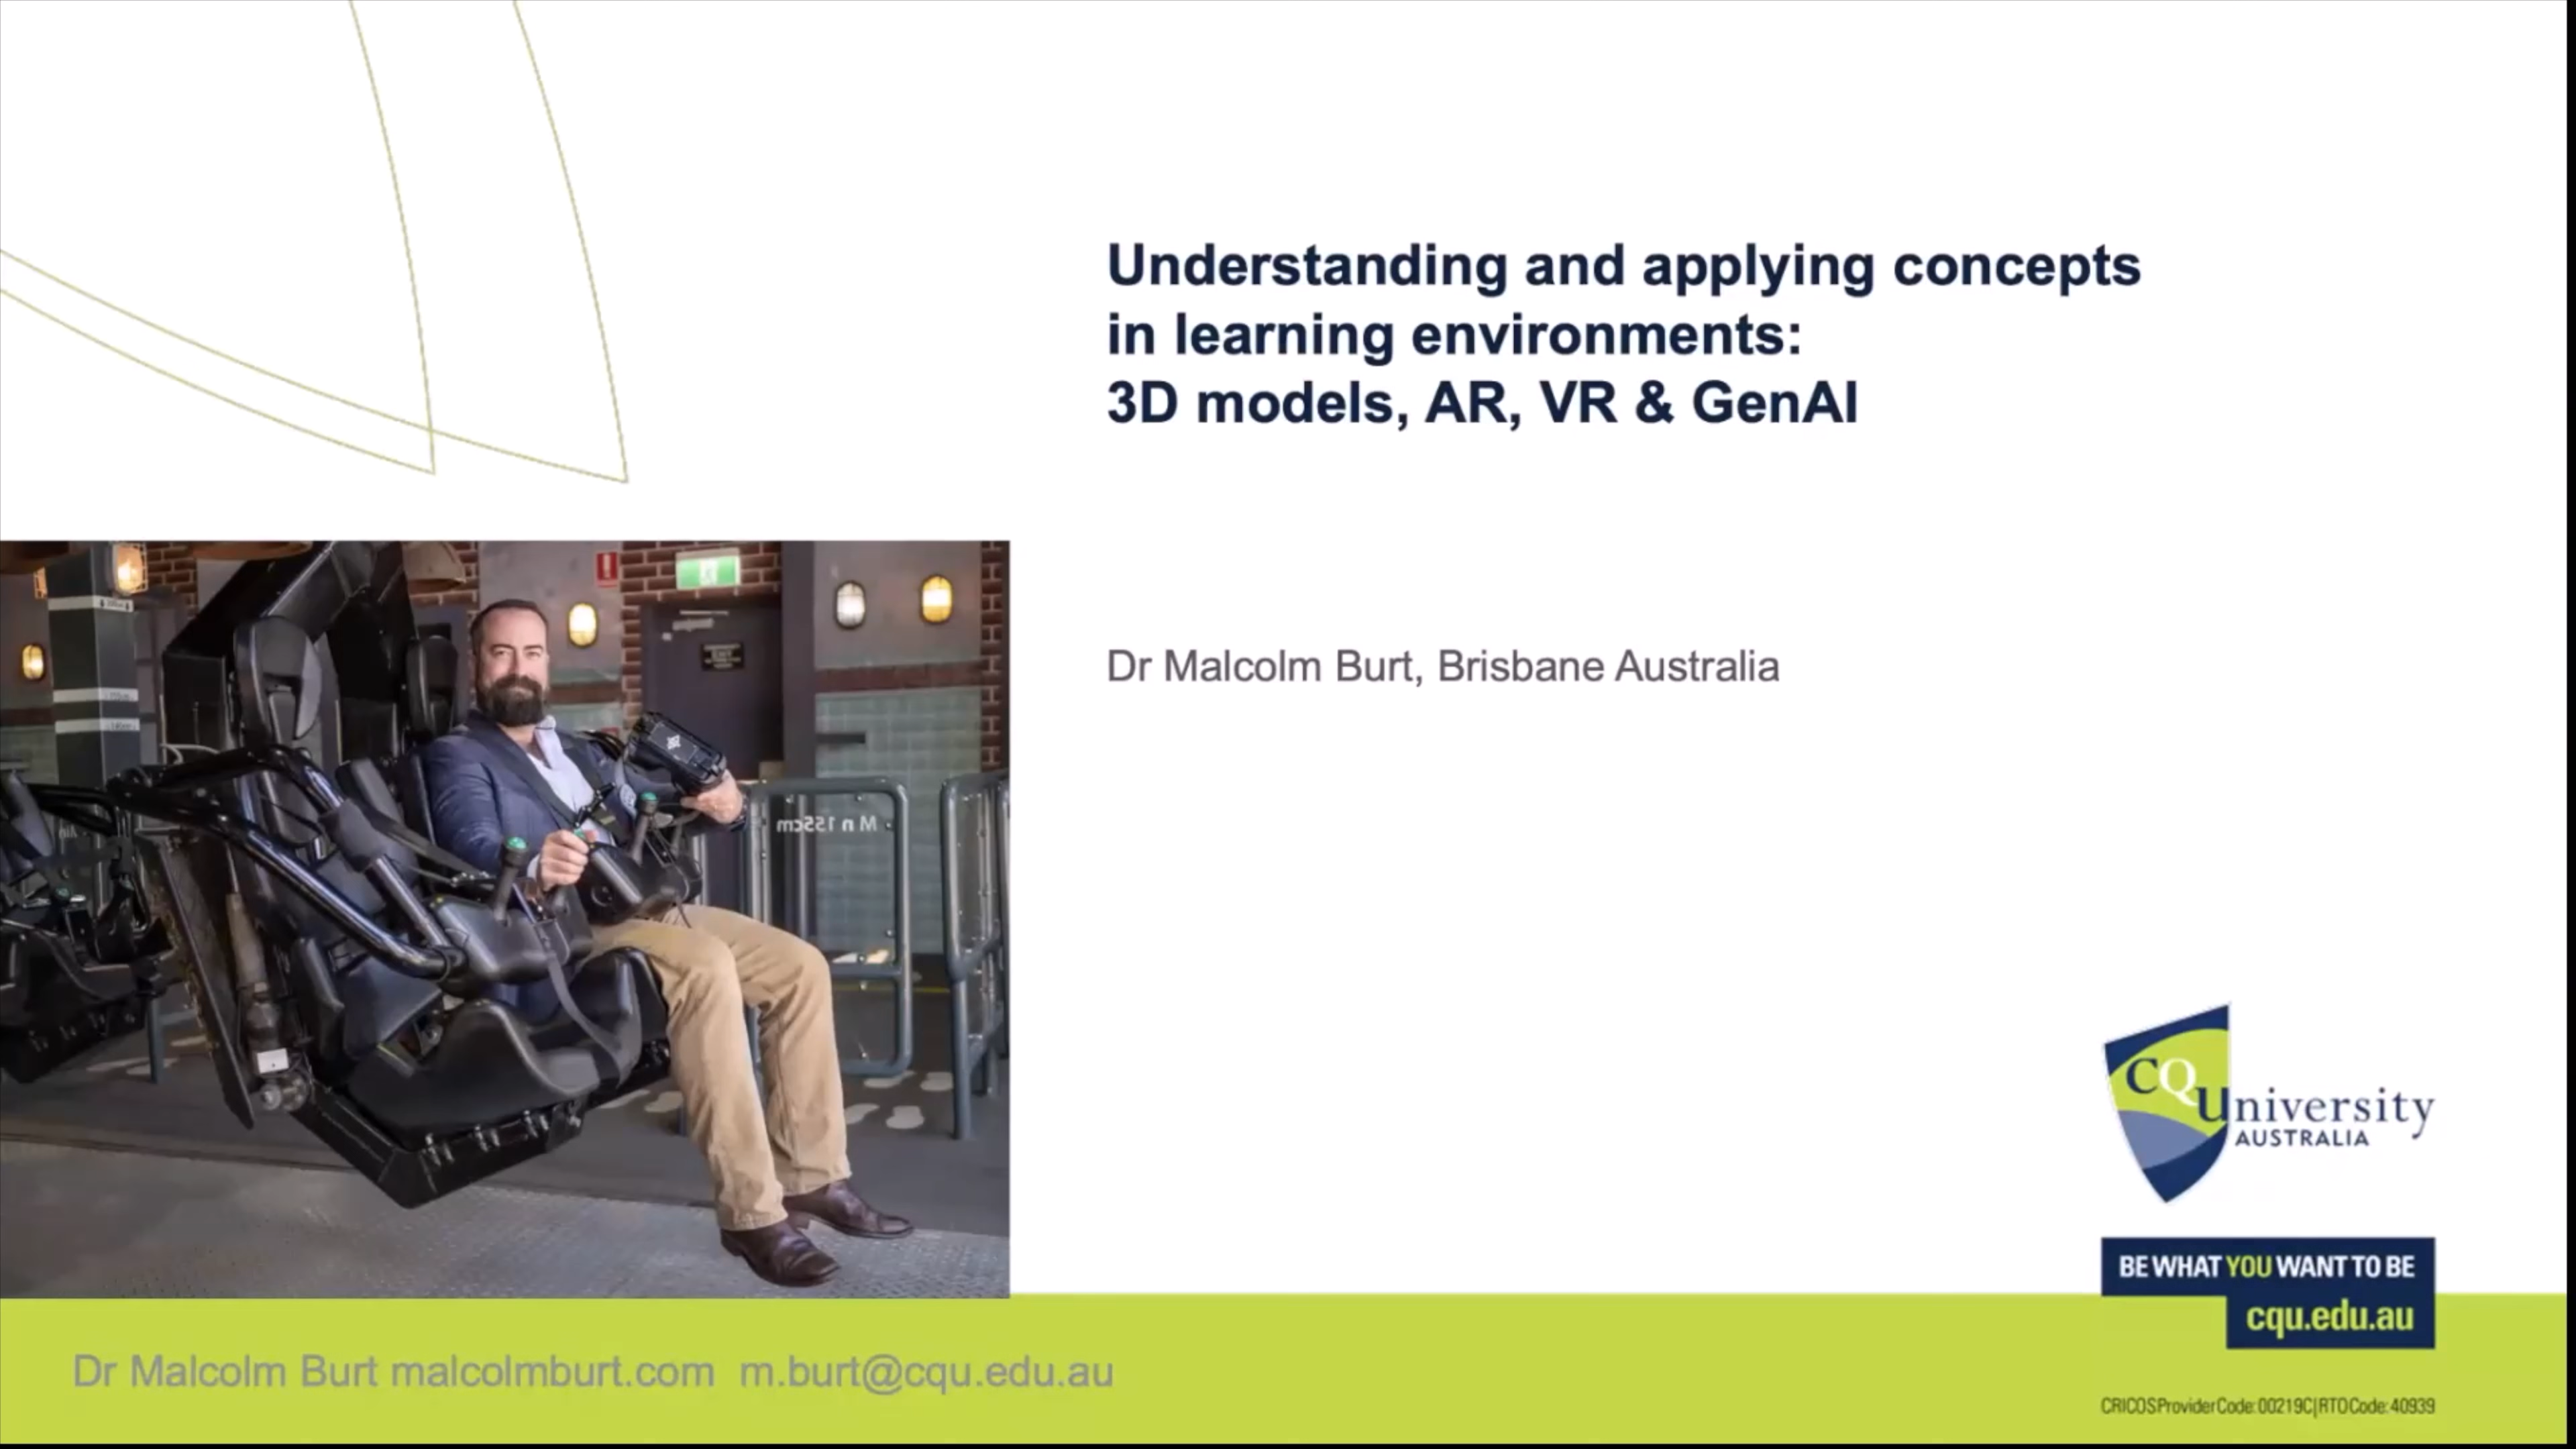 Understanding and applying concepts
in learning environments:
3D models, AR, VR & GenAI
Dr Malcolm Burt, Brisbane Australia
M n 155cm
CQUniversity
AUSTRALIA
BE WHAT YOU WANT TO BE
cqu.edu.au
Dr Malcolm Burt malcolmburt.com m.burt@cqu.edu.au
CRICOS Provider Code: 00219C | RTO Code: 40939